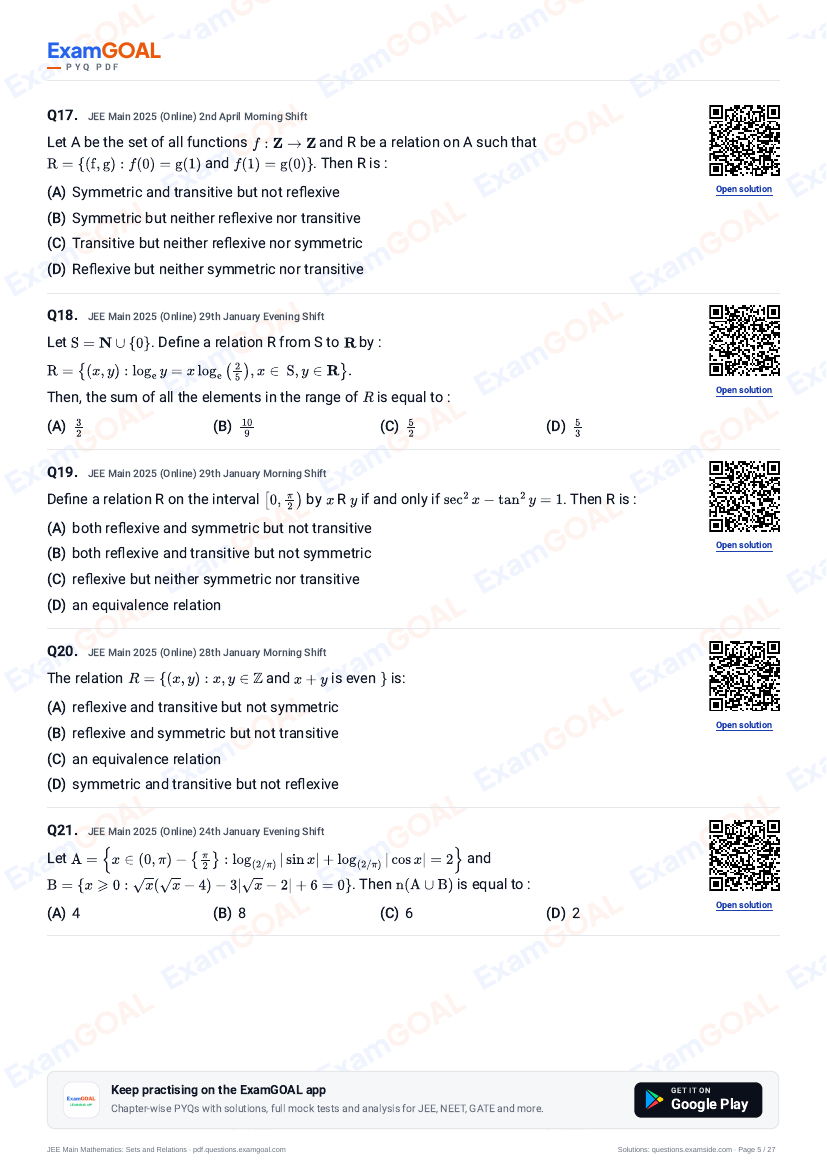 ExamGOAL
PYQ PDF
Q17. JEE Main 2025 (Online) 2nd April Morning Shift
Let A be the set of all functions f : Z → Z and R be a relation on A such that
R = {(f, g) : f(0) = g(1) and f(1) = g(0)}. Then R is :
(A) Symmetric and transitive but not reflexive
(B) Symmetric but neither reflexive nor transitive
(C) Transitive but neither reflexive nor symmetric
(D) Reflexive but neither symmetric nor transitive
Open solution
Q18. JEE Main 2025 (Online) 29th January Evening Shift
Let S = N ∪ {0}. Define a relation R from S to R by :
R = {(x, y) : logₑ y = x logₑ (2/5), x ∈ S, y ∈ R}.
Then, the sum of all the elements in the range of R is equal to :
(A) 3/2 (B) 10/9 (C) 5/2 (D) 5/3
Open solution
Q19. JEE Main 2025 (Online) 29th January Morning Shift
Define a relation R on the interval [0, π/2) by x R y if and only if sec² x − tan² y = 1. Then R is :
(A) both reflexive and symmetric but not transitive
(B) both reflexive and transitive but not symmetric
(C) reflexive but neither symmetric nor transitive
(D) an equivalence relation
Open solution
Q20. JEE Main 2025 (Online) 28th January Morning Shift
The relation R = {(x, y) : x, y ∈ ℤ and x + y is even } is:
(A) reflexive and transitive but not symmetric
(B) reflexive and symmetric but not transitive
(C) an equivalence relation
(D) symmetric and transitive but not reflexive
Open solution
Q21. JEE Main 2025 (Online) 24th January Evening Shift
Let A = {x ∈ (0, π) − {π/2} : log₍₂/π₎ | sin x| + log₍₂/π₎ | cos x| = 2} and
B = {x ⩾ 0 : √x(√x − 4) − 3|√x − 2| + 6 = 0}. Then n(A ∪ B) is equal to :
(A) 4 (B) 8 (C) 6 (D) 2
Open solution
Keep practising on the ExamGOAL app
Chapter-wise PYQs with solutions, full mock tests and analysis for JEE, NEET, GATE and more.
GET IT ON
Google Play
JEE Main Mathematics: Sets and Relations · pdf.questions.examgoal.com
Solutions: questions.examside.com · Page 5 / 27